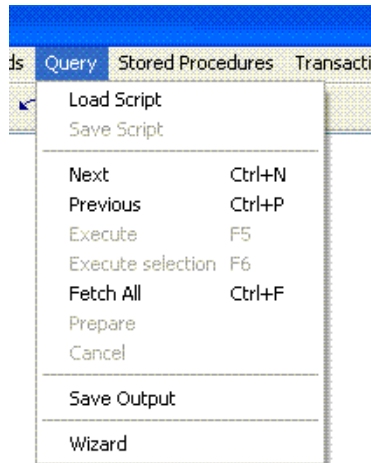 ds Query Stored Procedures Transacti
Load Script
Save Script
Next Ctrl+N
Previous Ctrl+P
Execute F5
Execute selection F6
Fetch All Ctrl+F
Prepare
Cancel
Save Output
Wizard